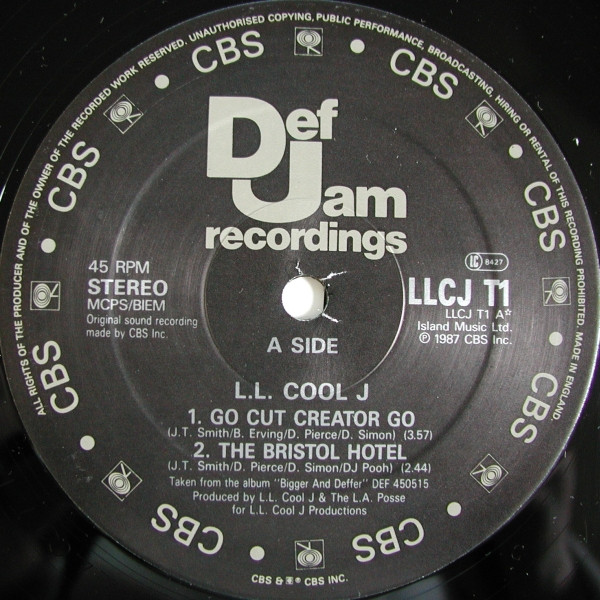 ALL RIGHTS OF THE PRODUCER AND OF THE OWNER OF THE RECORDED WORK RESERVED. UNAUTHORISED COPYING, PUBLIC PERFORMANCE, BROADCASTING, HIRING OR RENTAL OF THIS RECORDING PROHIBITED. MADE IN ENGLAND.
CBS
CBS
CBS
CBS
CBS
CBS
CBS
CBS
CBS
CBS
Def
Jam
recordings
45 RPM
STEREO
MCPS/BIEM
Original sound recording
made by CBS Inc.
LC 8427
LLCJ T1
LLCJ T1 A☆
Island Music Ltd.
℗ 1987 CBS Inc.
A SIDE
L.L. COOL J
1. GO CUT CREATOR GO
(J.T. Smith/B. Erving/D. Pierce/D. Simon) (3.57)
2. THE BRISTOL HOTEL
(J.T. Smith/D. Pierce/D. Simon/DJ Pooh) (2.44)
Taken from the album "Bigger And Deffer" DEF 450515
Produced by L.L. Cool J & The L.A. Posse
for L.L. Cool J Productions
CBS & ® CBS INC.